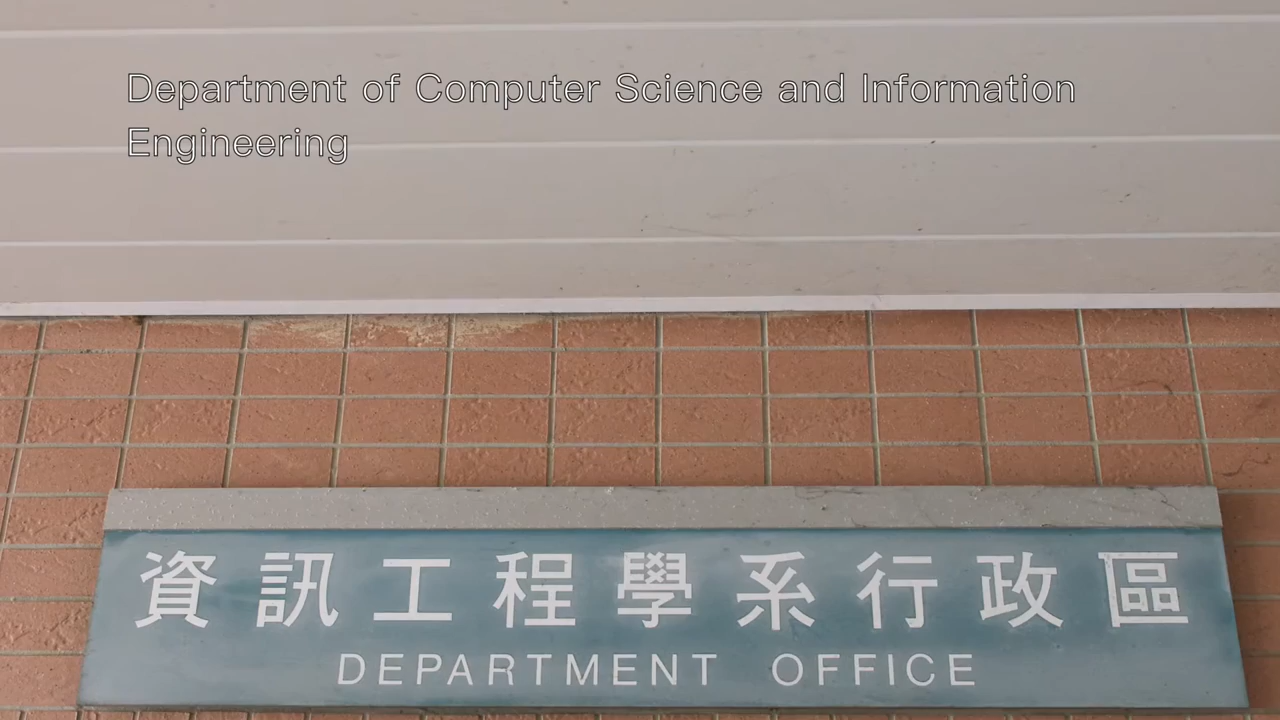 Department of Computer Science and Information
Engineering
資訊工程學系行政區
DEPARTMENT OFFICE